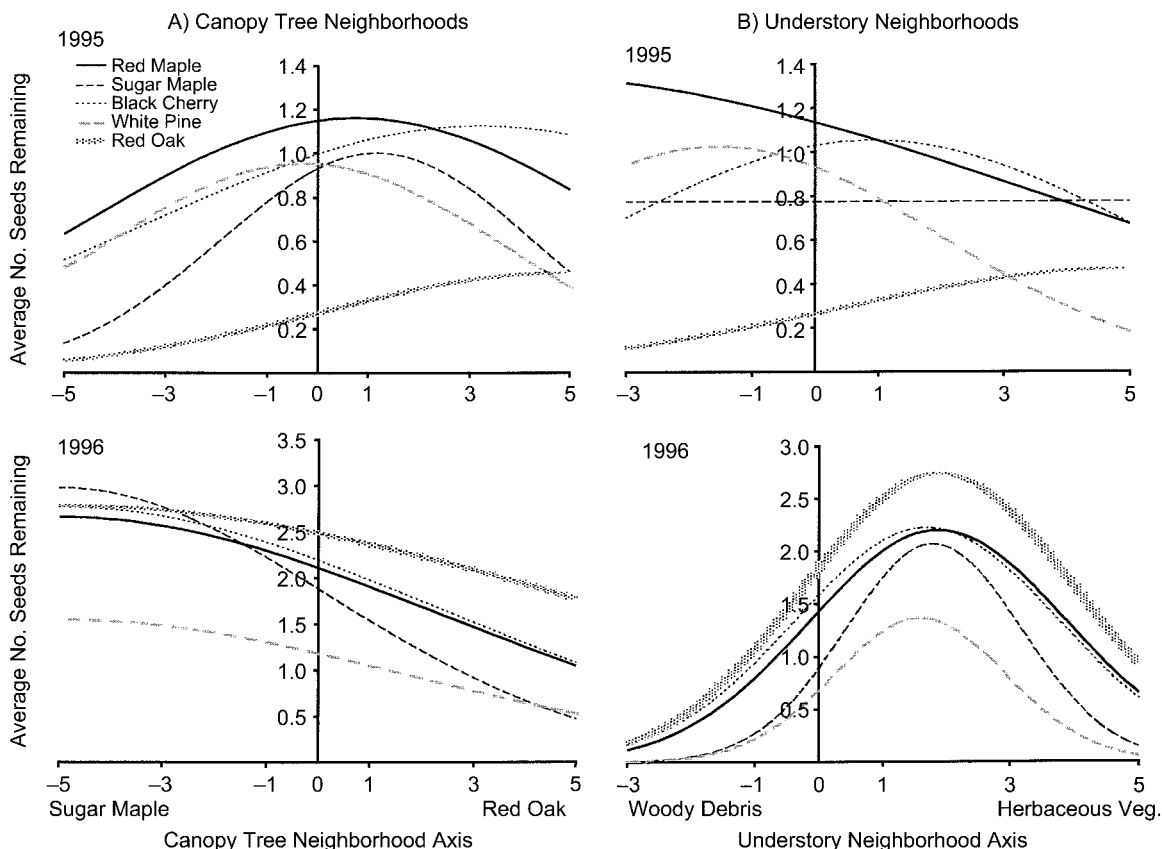 A) Canopy Tree Neighborhoods
B) Understory Neighborhoods
1995
Red Maple
Sugar Maple
Black Cherry
White Pine
Red Oak
Average No. Seeds Remaining
1.4
1.2
1.0
0.8
0.6
0.4
0.2
–5 –3 –1 0 1 3 5
1995
1.4
1.2
1.0
0.8
0.6
0.4
0.2
–3 –1 0 1 3 5
1996
Average No. Seeds Remaining
3.5
3.0
2.5
2.0
1.5
1.0
0.5
–5 –3 –1 0 1 3 5
Sugar Maple Red Oak
Canopy Tree Neighborhood Axis
1996
3.0
2.5
2.0
1.5
1.0
0.5
–3 –1 0 1 3 5
Woody Debris Herbaceous Veg.
Understory Neighborhood Axis